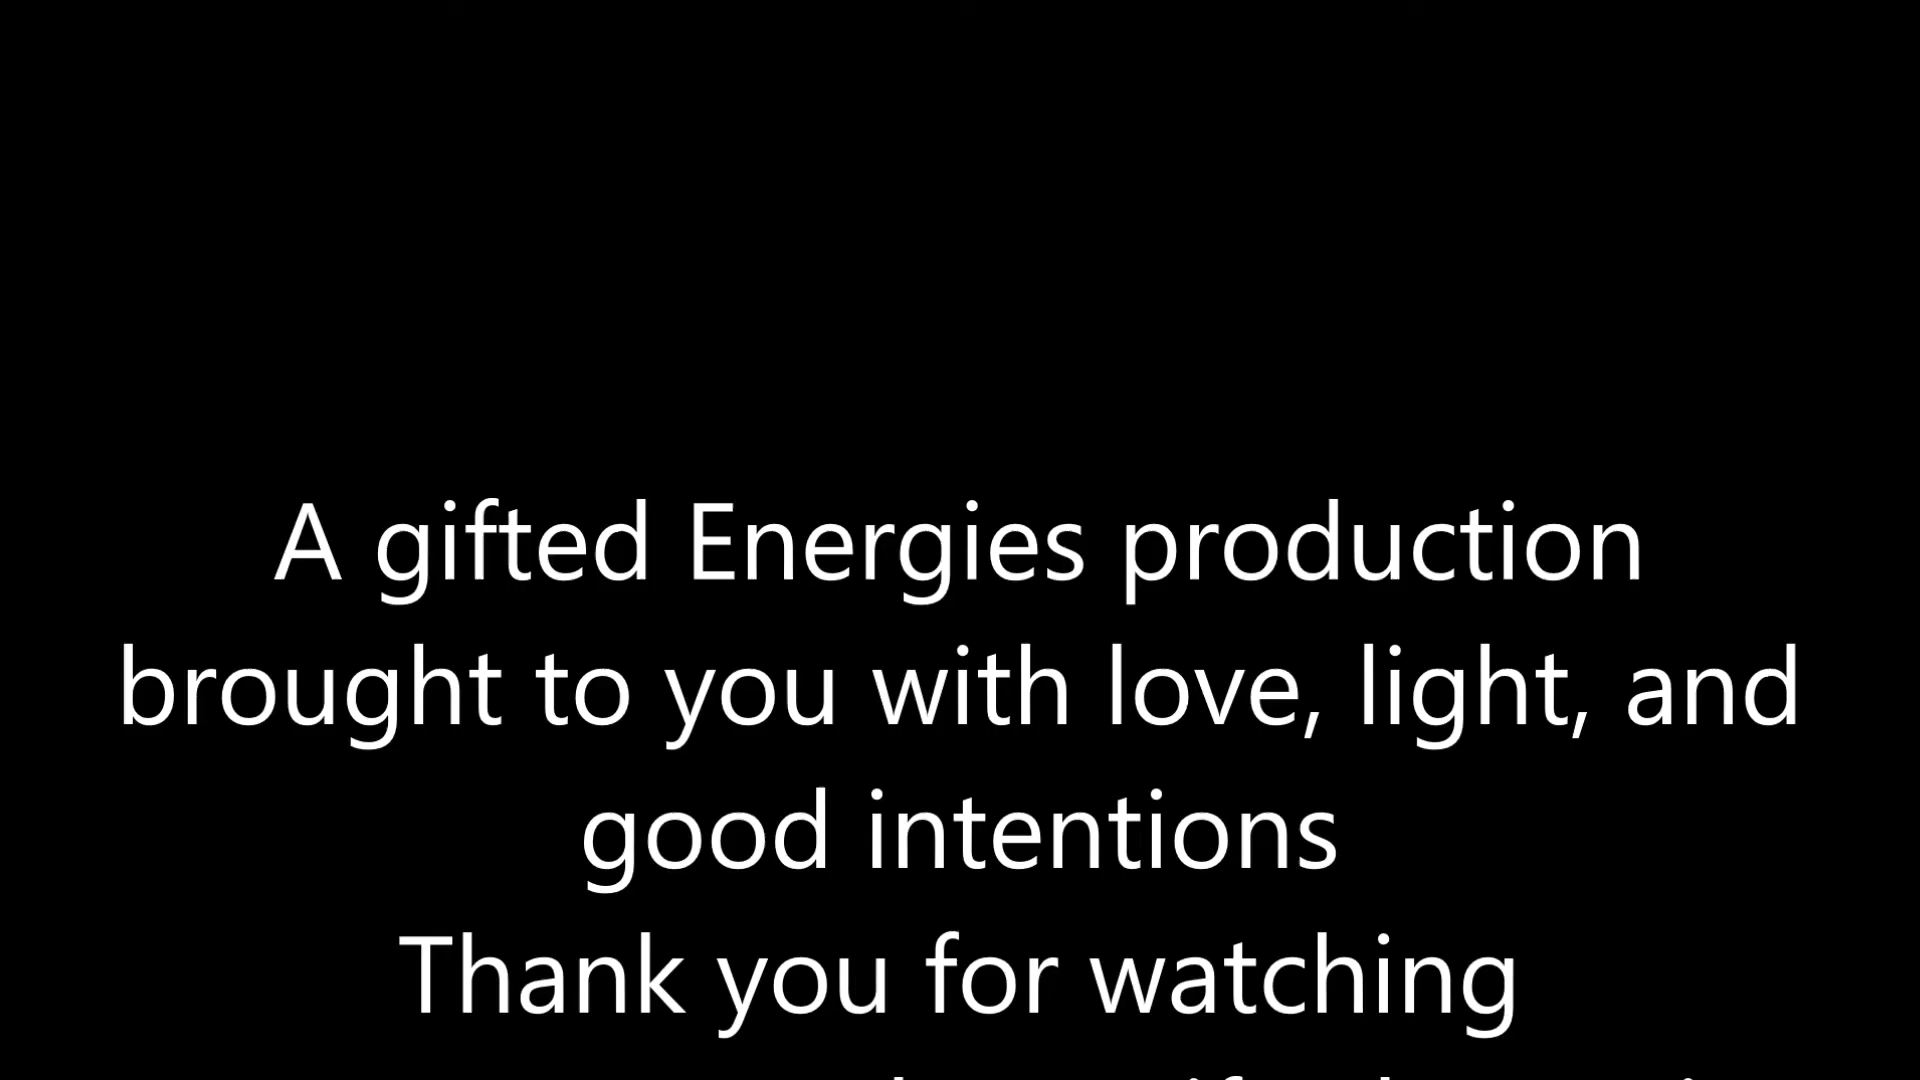 A gifted Energies production
brought to you with love, light, and
good intentions
Thank you for watching